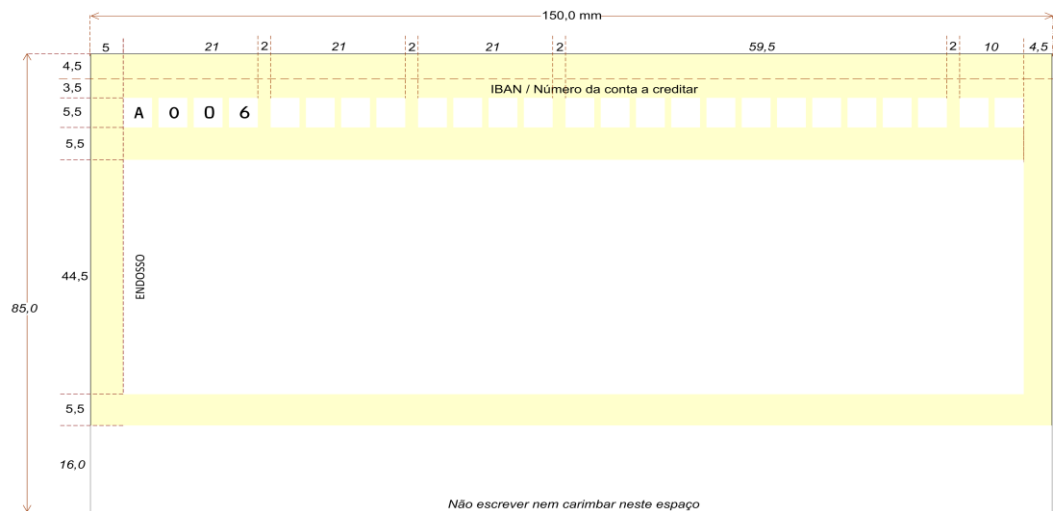 150,0 mm
5 21 2 21 2 21 2 59,5 2 10 4,5
4,5
3,5
IBAN / Número da conta a creditar
5,5
A 0 0 6
5,5
44,5
ENDOSSO
85,0
5,5
16,0
Não escrever nem carimbar neste espaço